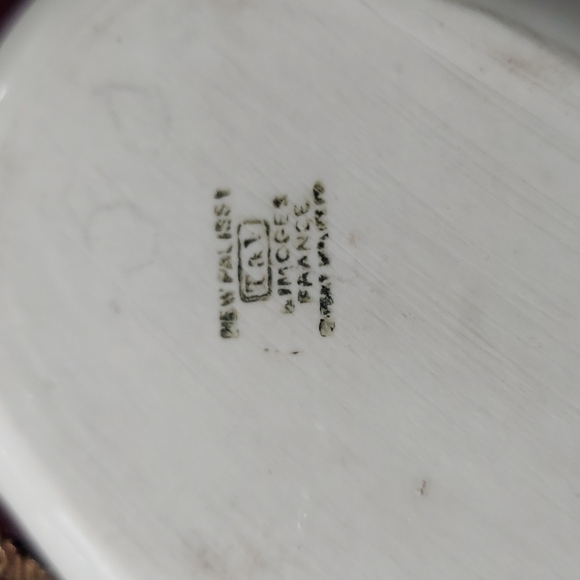 NEW PALISSY
T&V
LIMOGES
FRANCE